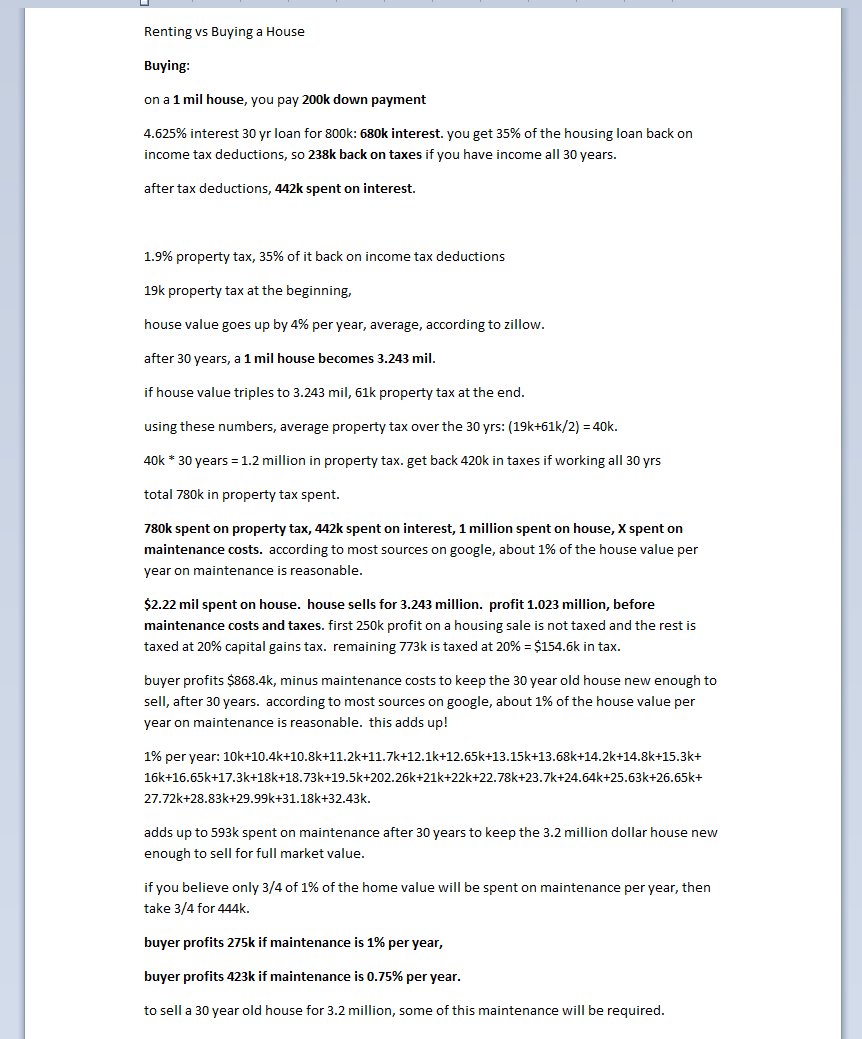 Renting vs Buying a House
Buying:
on a 1 mil house, you pay 200k down payment
4.625% interest 30 yr loan for 800k: 680k interest. you get 35% of the housing loan back on
income tax deductions, so 238k back on taxes if you have income all 30 years.
after tax deductions, 442k spent on interest.
1.9% property tax, 35% of it back on income tax deductions
19k property tax at the beginning,
house value goes up by 4% per year, average, according to zillow.
after 30 years, a 1 mil house becomes 3.243 mil.
if house value triples to 3.243 mil, 61k property tax at the end.
using these numbers, average property tax over the 30 yrs: (19k+61k/2) = 40k.
40k * 30 years = 1.2 million in property tax. get back 420k in taxes if working all 30 yrs
total 780k in property tax spent.
780k spent on property tax, 442k spent on interest, 1 million spent on house, X spent on
maintenance costs.  according to most sources on google, about 1% of the house value per
year on maintenance is reasonable.
$2.22 mil spent on house.  house sells for 3.243 million.  profit 1.023 million, before
maintenance costs and taxes. first 250k profit on a housing sale is not taxed and the rest is
taxed at 20% capital gains tax.  remaining 773k is taxed at 20% = $154.6k in tax.
buyer profits $868.4k, minus maintenance costs to keep the 30 year old house new enough to
sell, after 30 years.  according to most sources on google, about 1% of the house value per
year on maintenance is reasonable.  this adds up!
1% per year: 10k+10.4k+10.8k+11.2k+11.7k+12.1k+12.65k+13.15k+13.68k+14.2k+14.8k+15.3k+
16k+16.65k+17.3k+18k+18.73k+19.5k+202.26k+21k+22k+22.78k+23.7k+24.64k+25.63k+26.65k+
27.72k+28.83k+29.99k+31.18k+32.43k.
adds up to 593k spent on maintenance after 30 years to keep the 3.2 million dollar house new
enough to sell for full market value.
if you believe only 3/4 of 1% of the home value will be spent on maintenance per year, then
take 3/4 for 444k.
buyer profits 275k if maintenance is 1% per year,
buyer profits 423k if maintenance is 0.75% per year.
to sell a 30 year old house for 3.2 million, some of this maintenance will be required.